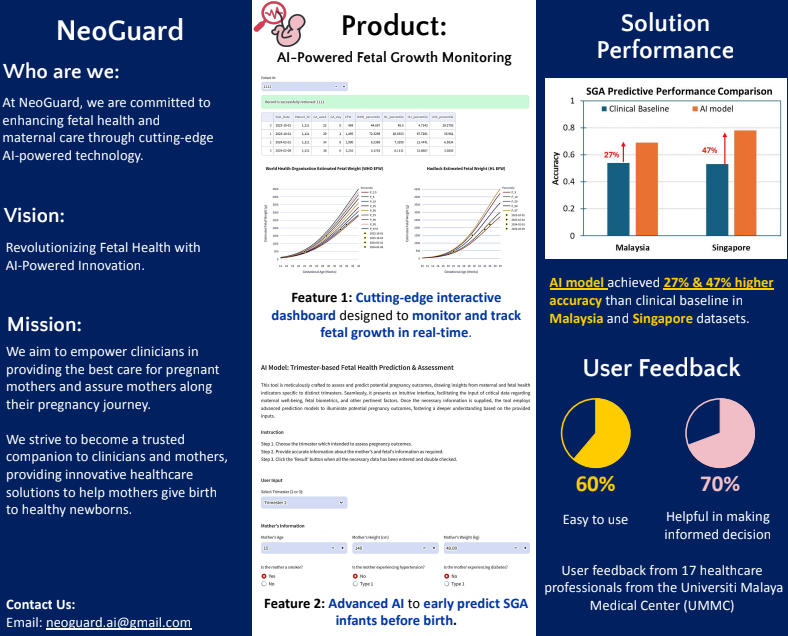 NeoGuard
Who are we:
At NeoGuard, we are committed to
enhancing fetal health and
maternal care through cutting-edge
AI-powered technology.
Vision:
Revolutionizing Fetal Health with
AI-Powered Innovation.
Mission:
We aim to empower clinicians in
providing the best care for pregnant
mothers and assure mothers along
their pregnancy journey.
We strive to become a trusted
companion to clinicians and mothers,
providing innovative healthcare
solutions to help mothers give birth
to healthy newborns.
Contact Us:
Email: neoguard.ai@gmail.com
Product:
AI-Powered Fetal Growth Monitoring
Patient ID:
1111
Record is successfully retrieved: 1111
World Health Organisation Estimated Fetal Weight (WHO EFW)
Hadlock Estimated Fetal Weight (HL EFW)
Estimated Fetal Weight (g)
Gestational Age (Weeks)
Estimated Fetal Weight (g)
Gestational Age (Weeks)
Feature 1: Cutting-edge interactive
dashboard designed to monitor and track
fetal growth in real-time.
AI Model: Trimester-based Fetal Health Prediction & Assessment
This tool is meticulously crafted to assess and predict potential pregnancy outcomes, drawing insights from maternal and fetal health
indicators specific to distinct trimesters. Seamlessly, it presents an intuitive interface, facilitating the input of critical data regarding
maternal well-being, fetal biometrics, and other pertinent factors. Once the necessary information is supplied, the tool employs
advanced prediction models to illuminate potential pregnancy outcomes, fostering a deeper understanding based on the provided
inputs.
Instruction
Step 1. Choose the trimester which intended to assess pregnancy outcomes.
Step 2. Provide accurate information about the mother's and fetal's information as required.
Step 3. Click the 'Result' button when all the necessary data has been entered and double checked.
User Input
Select Trimester (2 or 3):
Trimester 2
Mother's Information
Mother's Age
Mother's Height (cm)
Mother's Weight (kg)
15
140
40.00
Is the mother a smoker?
Is the mother experiencing hypertension?
Is the mother experiencing diabetes?
Yes
No
No
No
Type 1
Type 1
Feature 2: Advanced AI to early predict SGA
infants before birth.
Solution
Performance
SGA Predictive Performance Comparison
Clinical Baseline
AI model
Accuracy
1
0.8
0.6
0.4
0.2
0
27%
47%
Malaysia
Singapore
AI model achieved 27% & 47% higher
accuracy than clinical baseline in
Malaysia and Singapore datasets.
User Feedback
60%
70%
Easy to use
Helpful in making
informed decision
User feedback from 17 healthcare
professionals from the Universiti Malaya
Medical Center (UMMC)